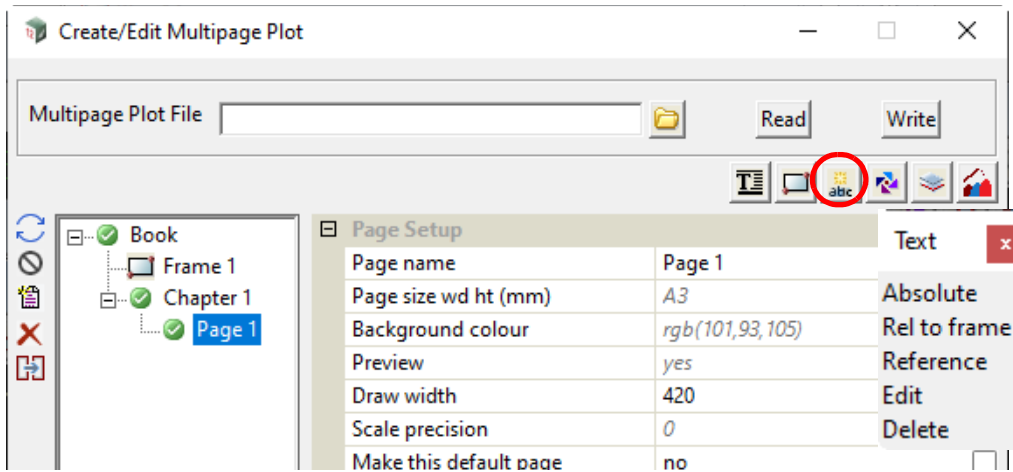 Create/Edit Multipage Plot
Multipage Plot File
Read
Write
T
abc
Book
Frame 1
Chapter 1
Page 1
Page Setup
Page name Page 1
Page size wd ht (mm) A3
Background colour rgb(101,93,105)
Preview yes
Draw width 420
Scale precision 0
Make this default page no
Text x
Absolute
Rel to frame
Reference
Edit
Delete